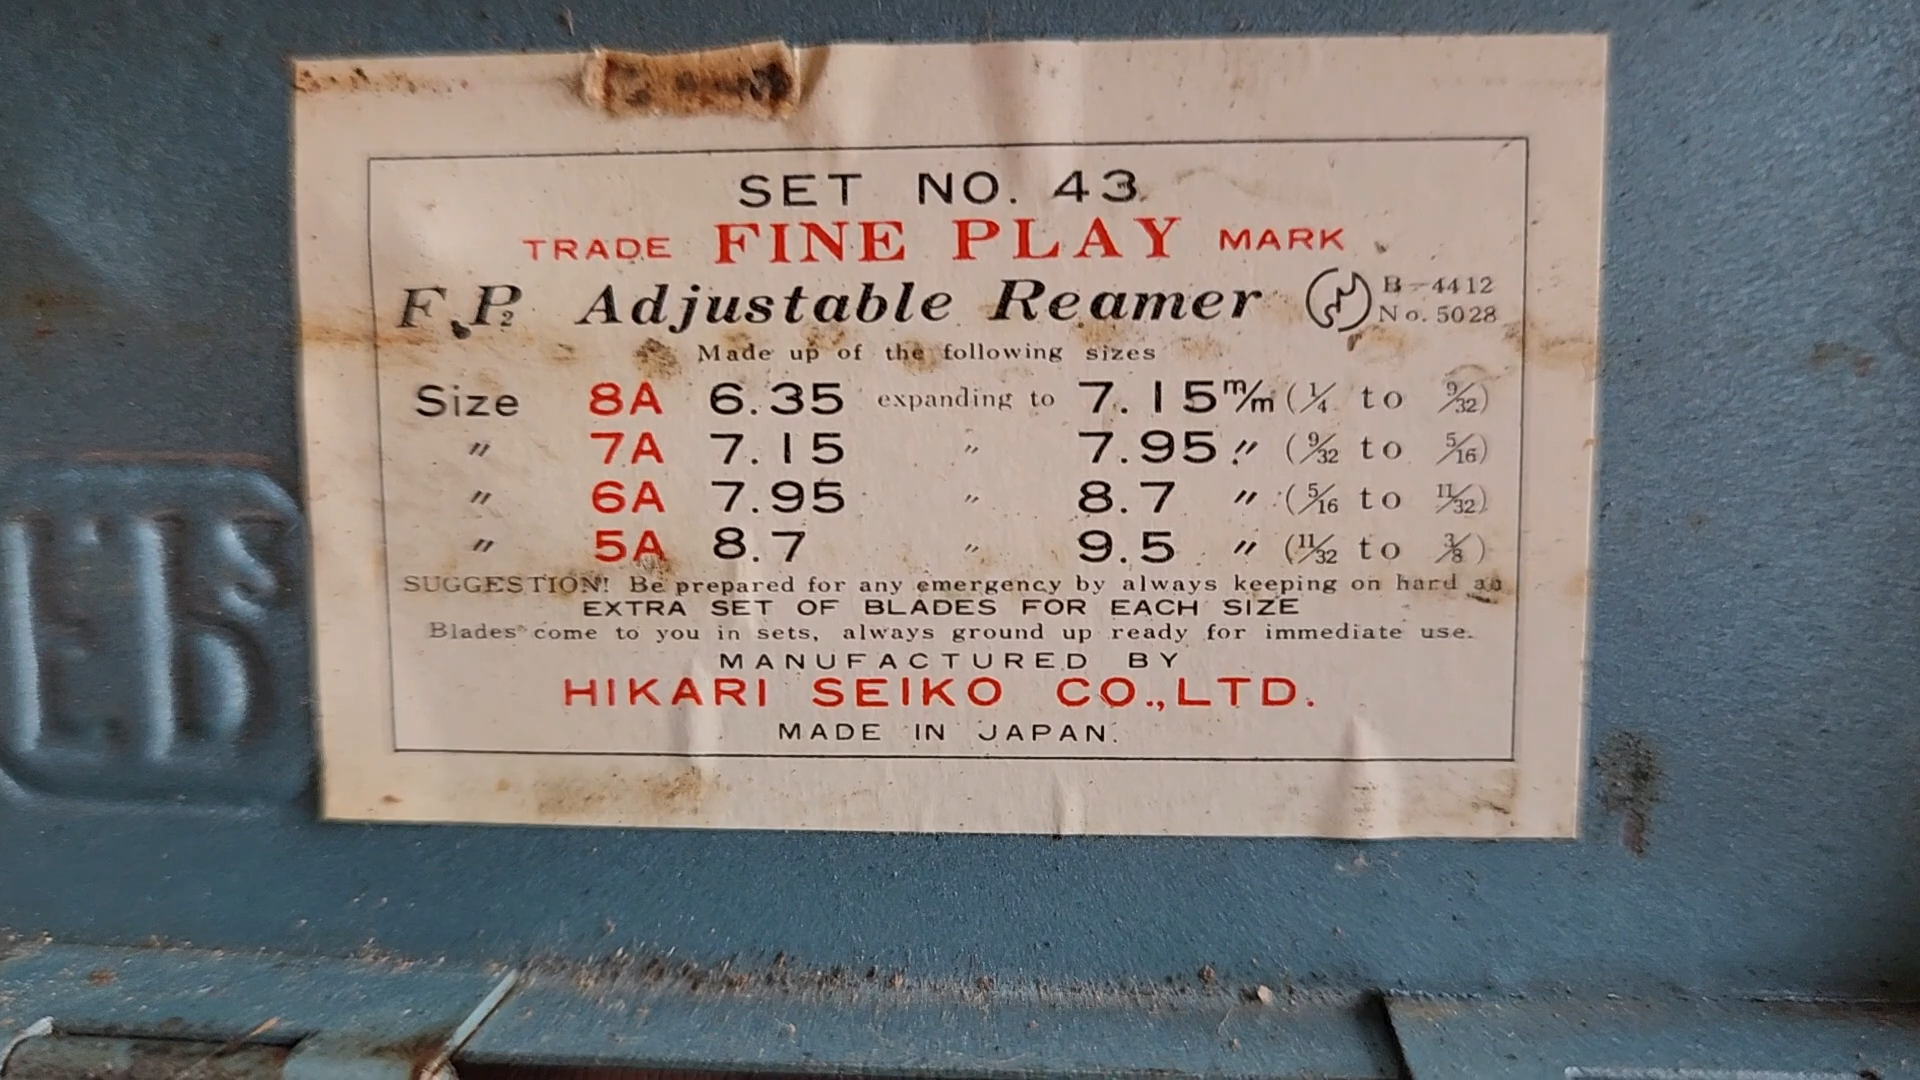 SET NO. 43
TRADE FINE PLAY MARK
F.P.2 Adjustable Reamer B-4412
No. 5028
Made up of the following sizes
Size 8A 6.35 expanding to 7.15 m/m (1/4 to 9/32)
〃 7A 7.15 〃 7.95 〃 (9/32 to 5/16)
〃 6A 7.95 〃 8.7 〃 (5/16 to 11/32)
〃 5A 8.7 〃 9.5 〃 (11/32 to 3/8)
SUGGESTION! Be prepared for any emergency by always keeping on hard an
EXTRA SET OF BLADES FOR EACH SIZE
Blades come to you in sets, always ground up ready for immediate use.
MANUFACTURED BY
HIKARI SEIKO CO.,LTD.
MADE IN JAPAN.